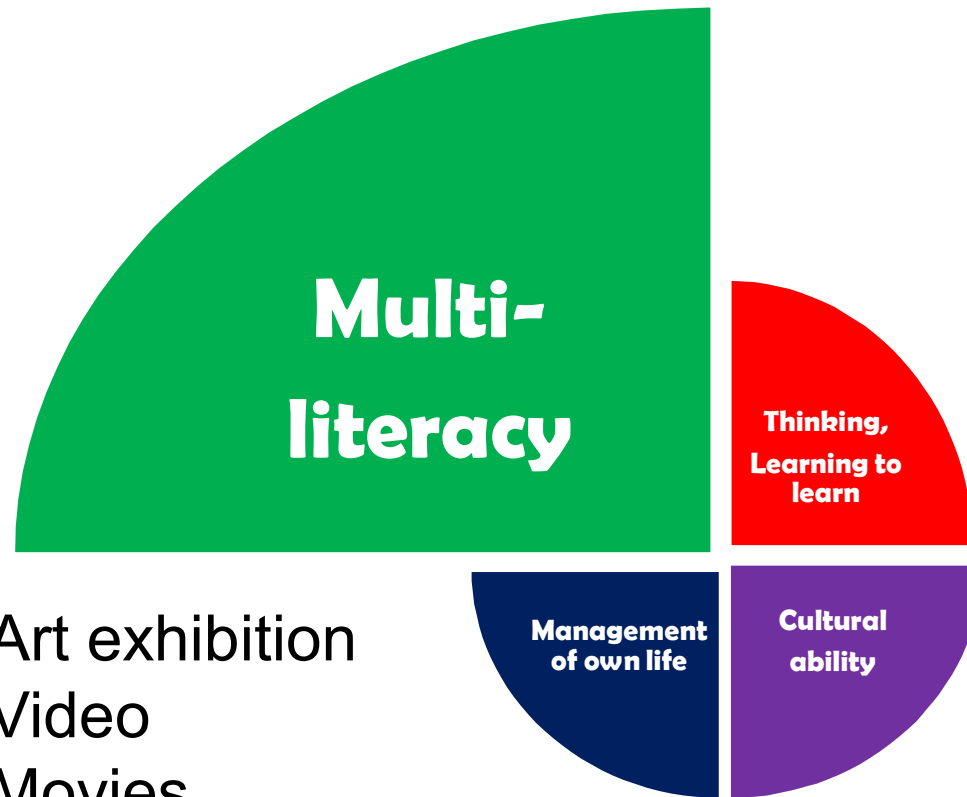 Multi-
literacy
Thinking,
Learning to
learn
Management
of own life
Cultural
ability
Art exhibition
Video
Movies